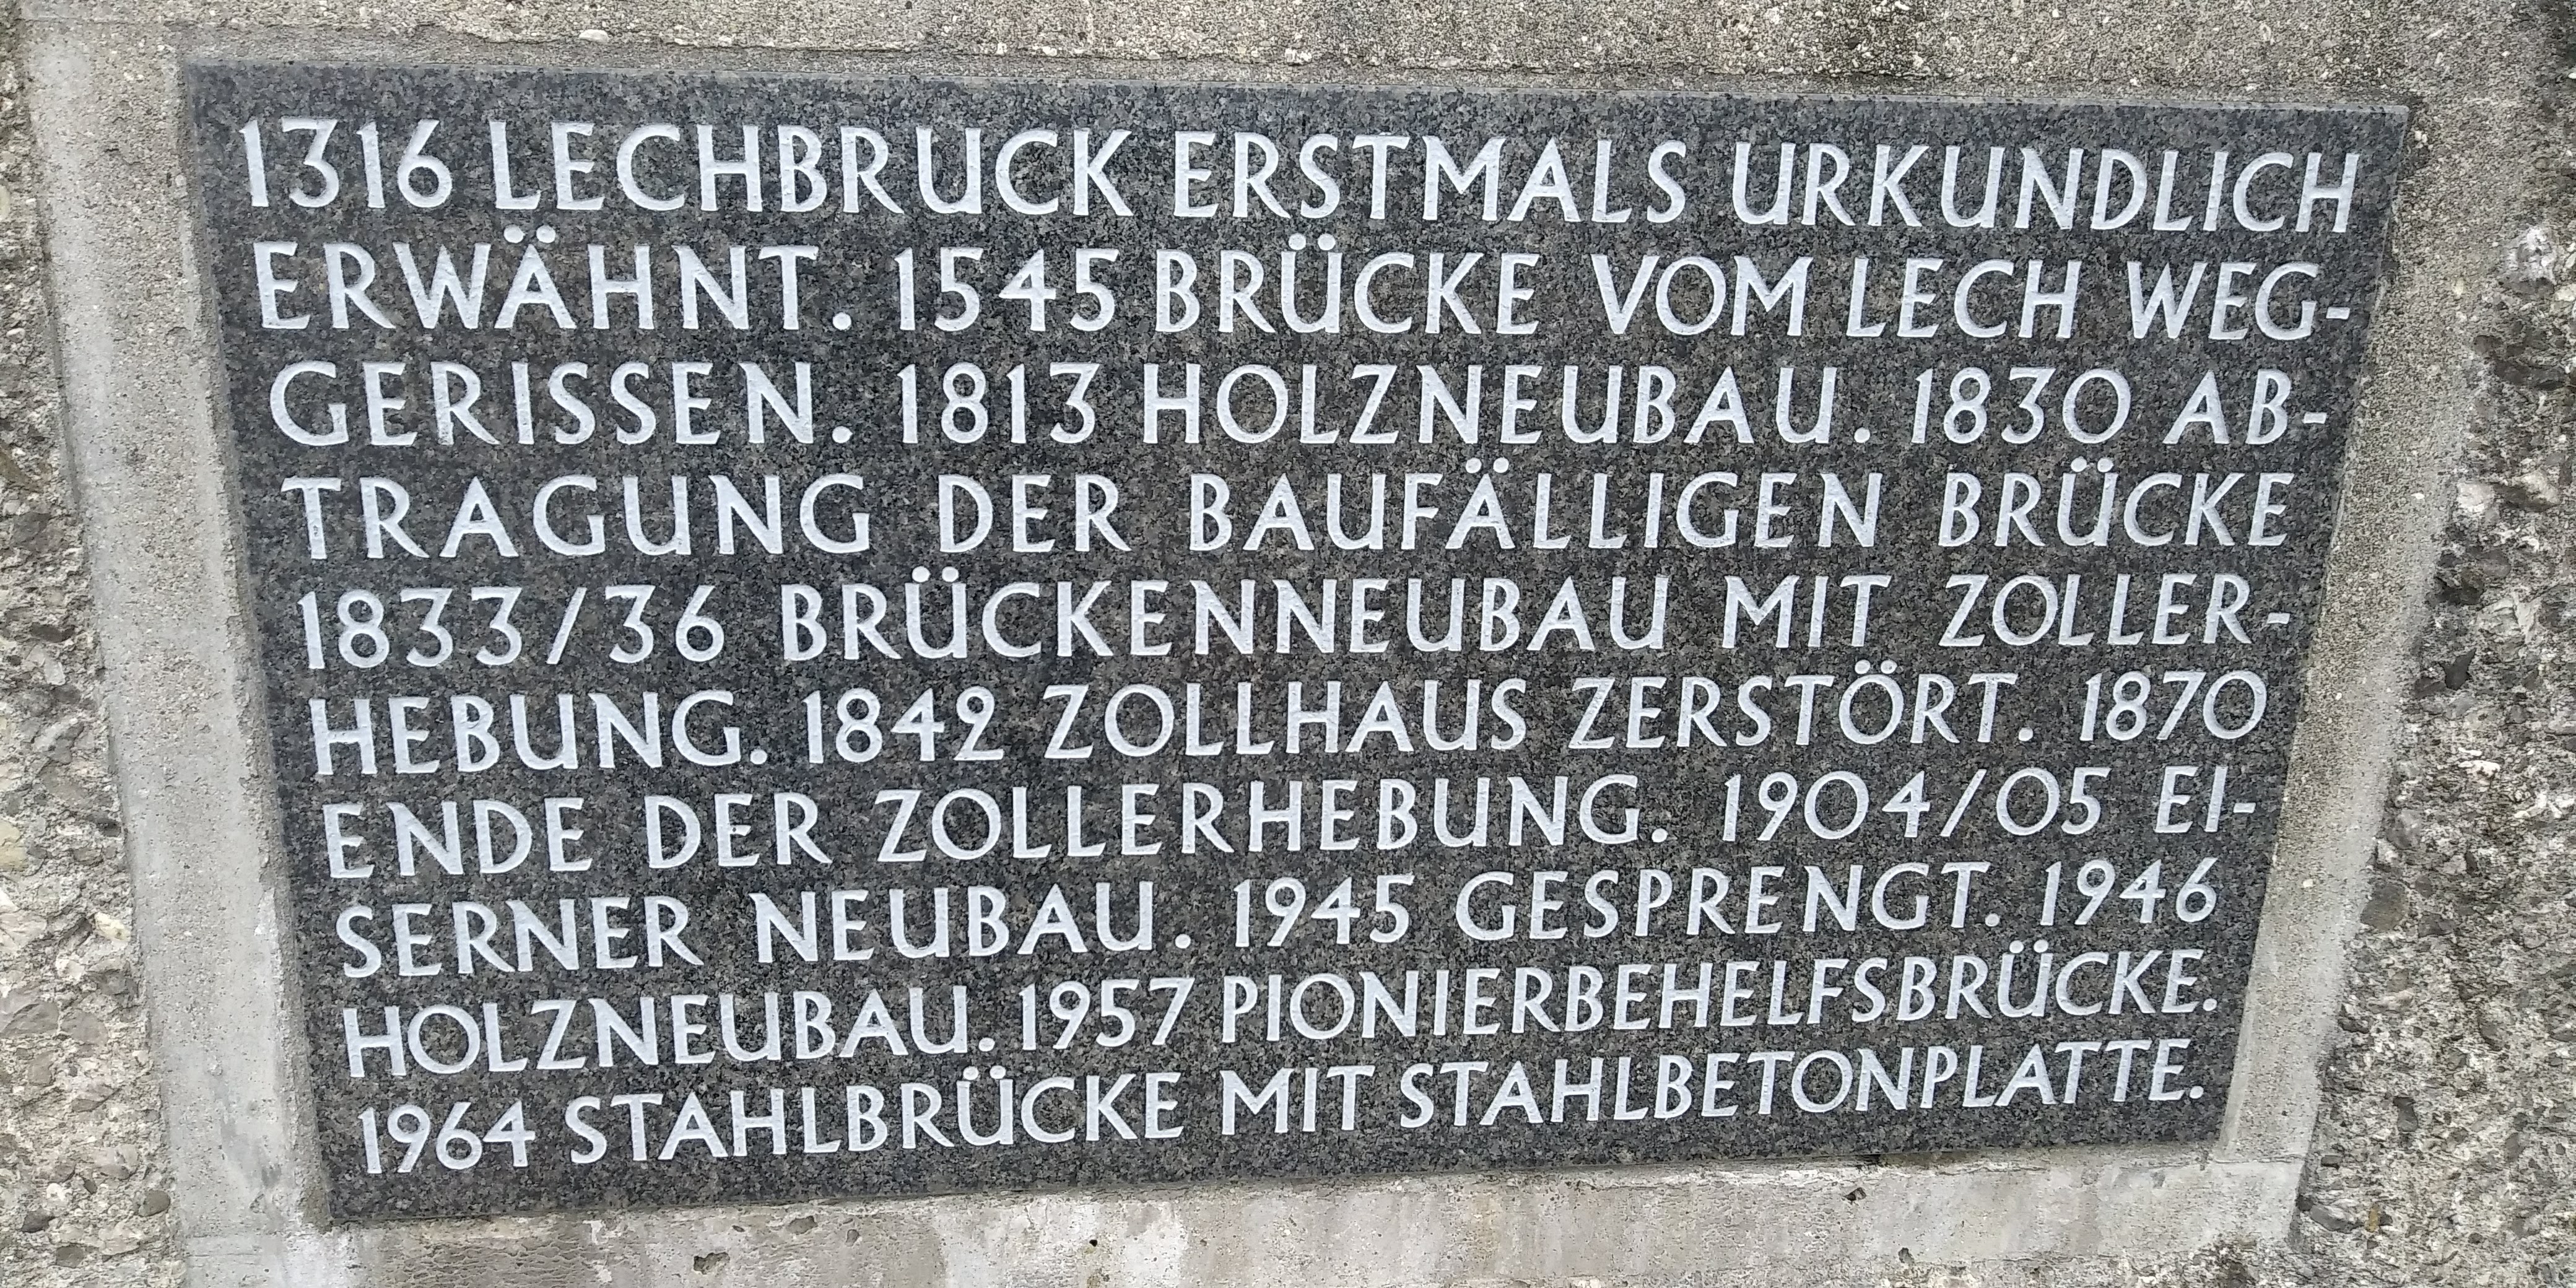 1316 LECHBRUCK ERSTMALS URKUNDLICH
ERWÄHNT. 1545 BRÜCKE VOM LECH WEG-
GERISSEN. 1813 HOLZNEUBAU. 1830 AB-
TRAGUNG DER BAUFÄLLIGEN BRÜCKE
1833/36 BRÜCKENNEUBAU MIT ZOLLER-
HEBUNG. 1842 ZOLLHAUS ZERSTÖRT. 1870
ENDE DER ZOLLERHEBUNG. 1904/05 EI-
SERNER NEUBAU. 1945 GESPRENGT. 1946
HOLZNEUBAU. 1957 PIONIERBEHELFSBRÜCKE.
1964 STAHLBRÜCKE MIT STAHLBETONPLATTE.